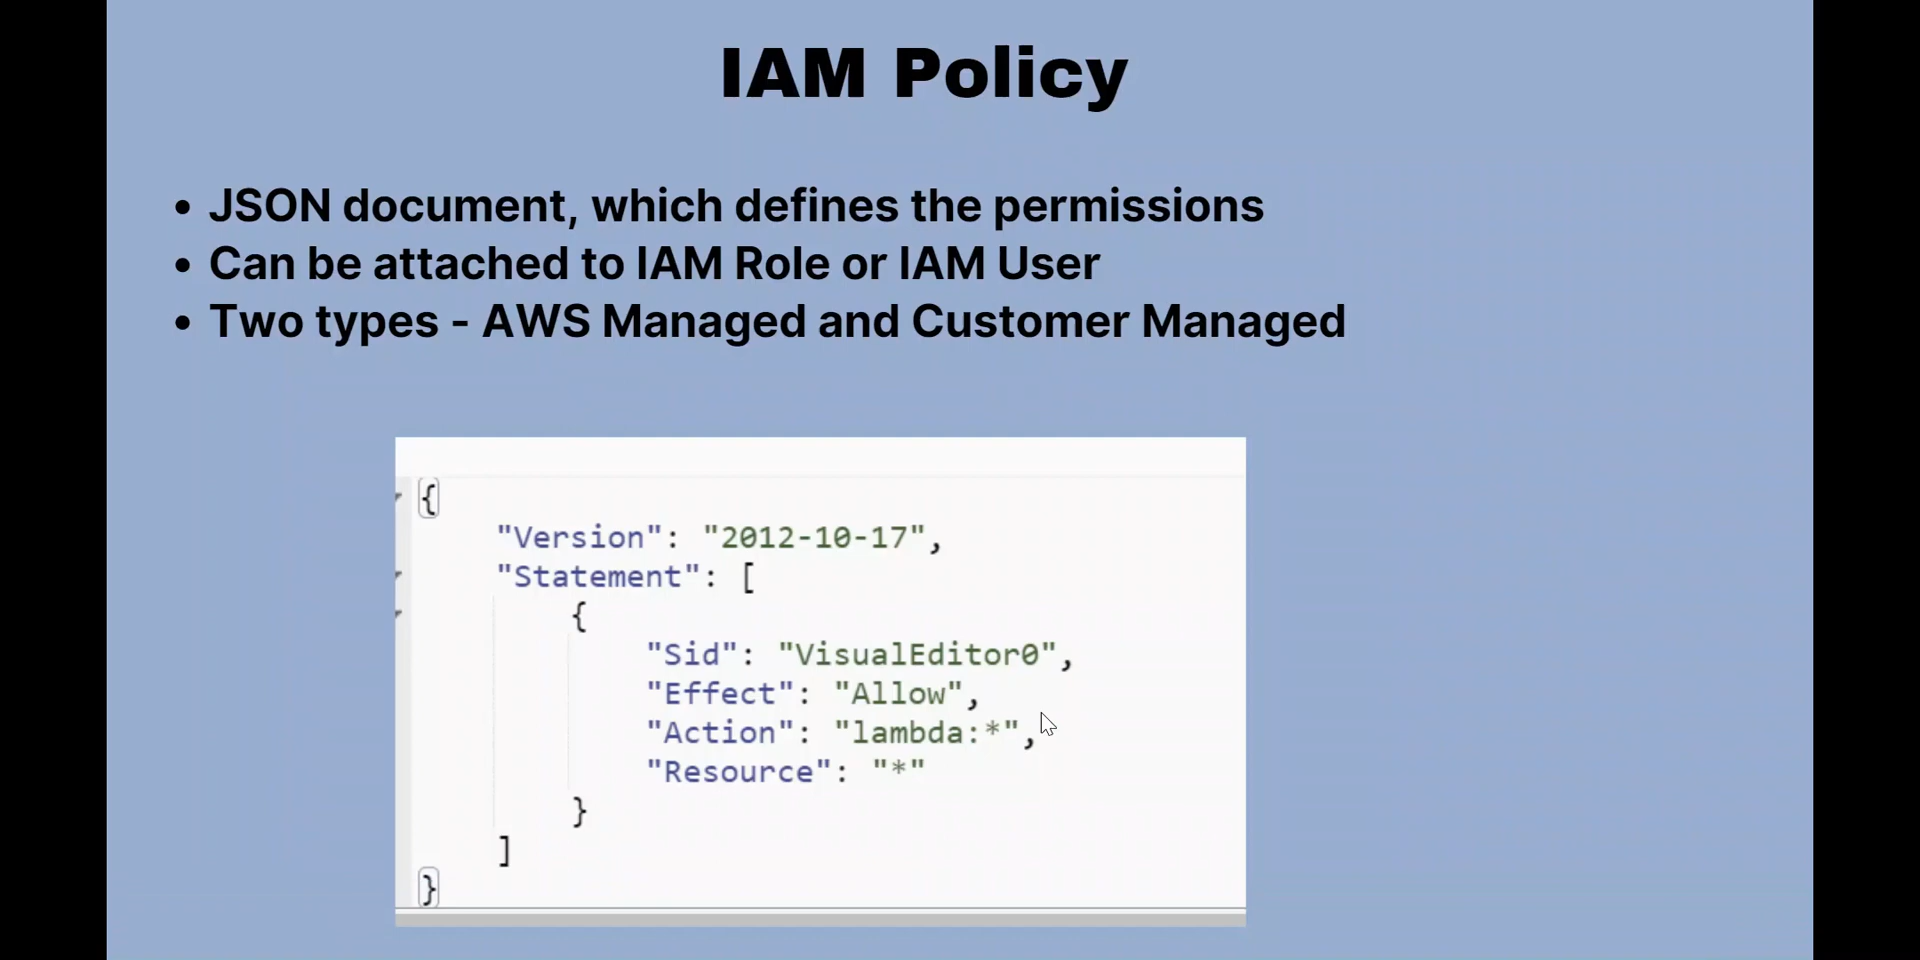 IAM Policy
• JSON document, which defines the permissions
• Can be attached to IAM Role or IAM User
• Two types - AWS Managed and Customer Managed
{
"Version": "2012-10-17",
"Statement": [
{
"Sid": "VisualEditor0",
"Effect": "Allow",
"Action": "lambda:*",
"Resource": "*"
}
]
}